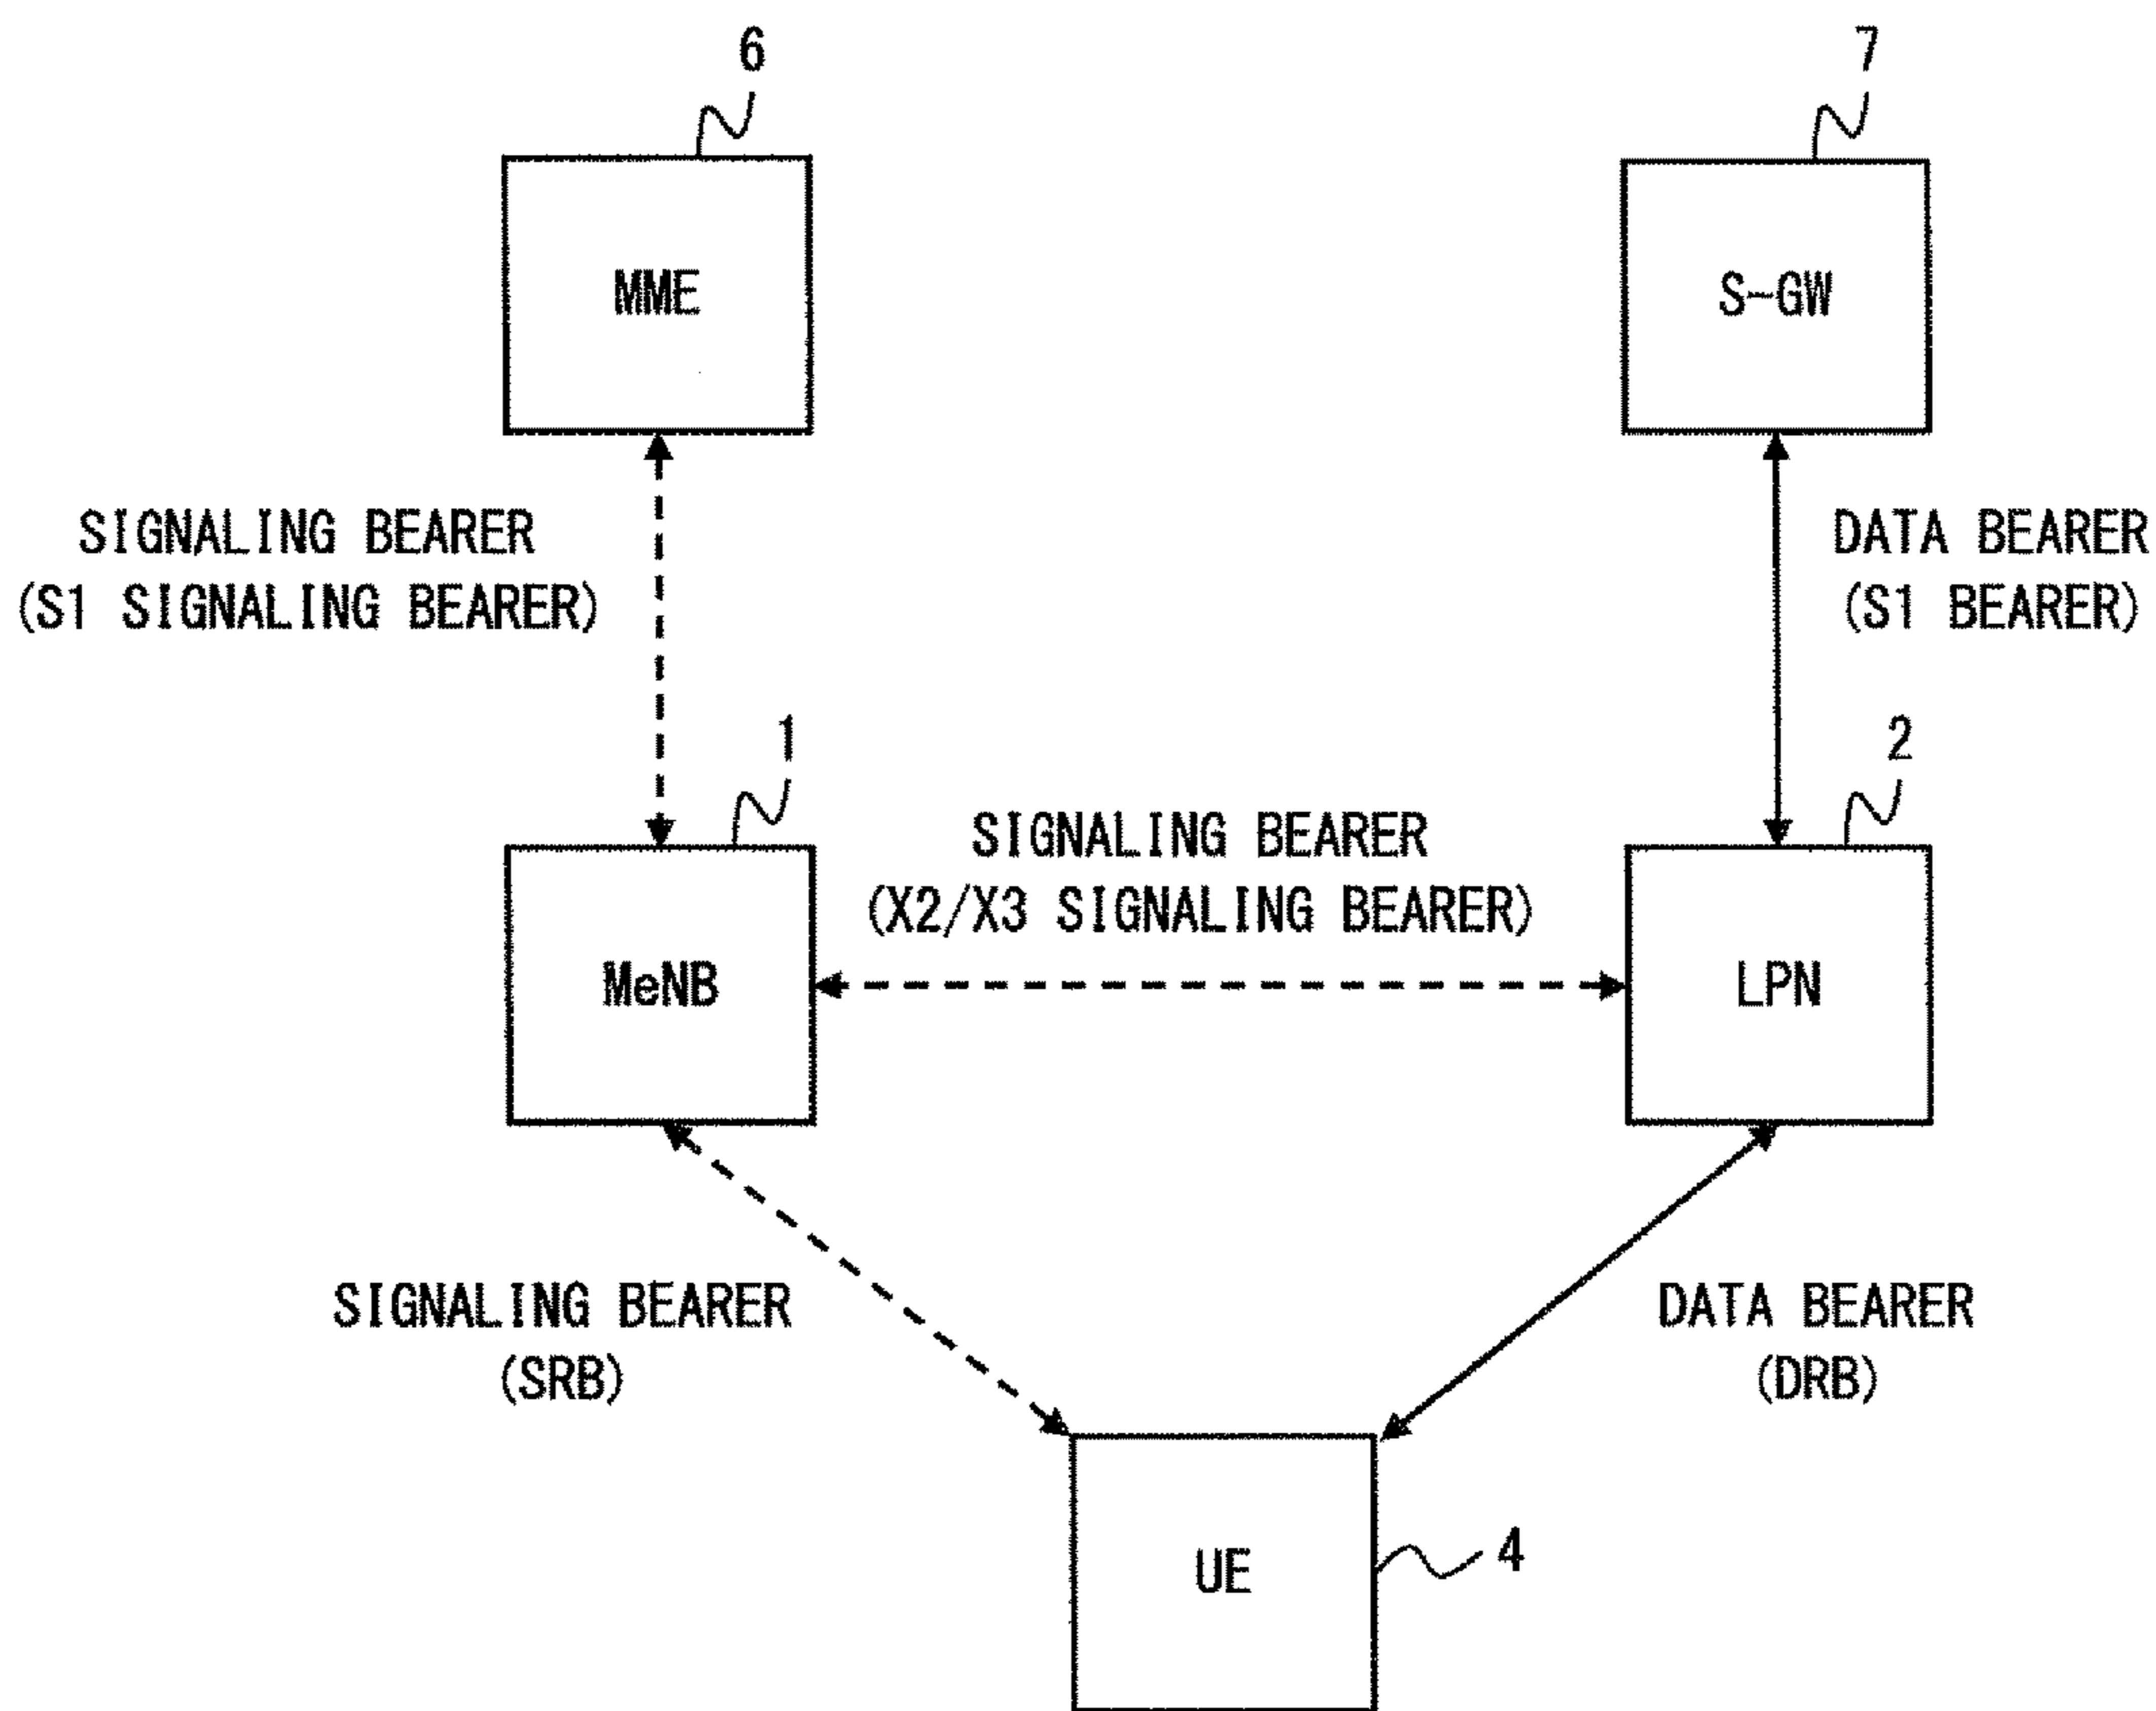 6
7
MME
S-GW
SIGNALING BEARER
(S1 SIGNALING BEARER)
DATA BEARER
(S1 BEARER)
1
2
SIGNALING BEARER
(X2/X3 SIGNALING BEARER)
MeNB
LPN
SIGNALING BEARER
(SRB)
DATA BEARER
(DRB)
UE
4